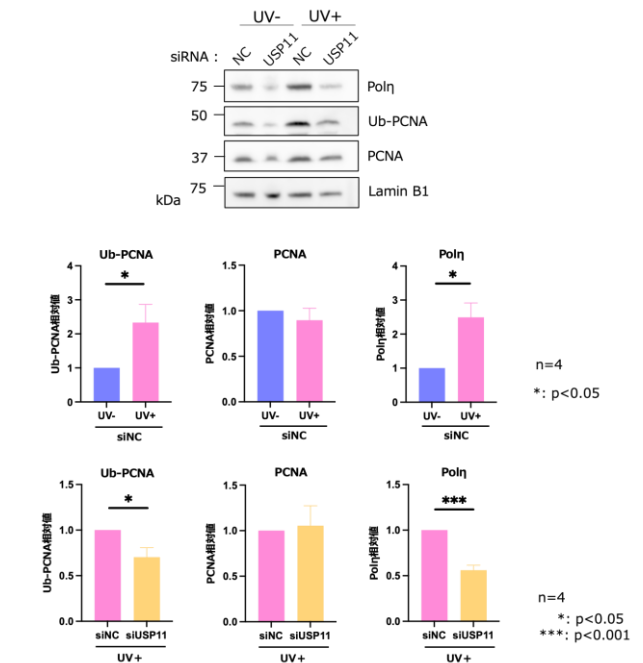 UV- UV+
siRNA : NC USP11 NC USP11
75 Polη
50 Ub-PCNA
37 PCNA
75 Lamin B1
kDa
Ub-PCNA
Ub-PCNA相対値
4
3
2
1
0
*
UV- UV+
siNC
PCNA
PCNA相対値
1.5
1.0
0.5
0.0
UV- UV+
siNC
Polη
Polη相対値
4
3
2
1
0
*
UV- UV+
siNC
n=4
*: p<0.05
Ub-PCNA
Ub-PCNA相対値
1.5
1.0
0.5
0.0
*
siNC siUSP11
UV+
PCNA
PCNA相対値
1.5
1.0
0.5
0.0
siNC siUSP11
UV+
Polη
Polη相対値
1.5
1.0
0.5
0.0
***
siNC siUSP11
UV+
n=4
*: p<0.05
***: p<0.001